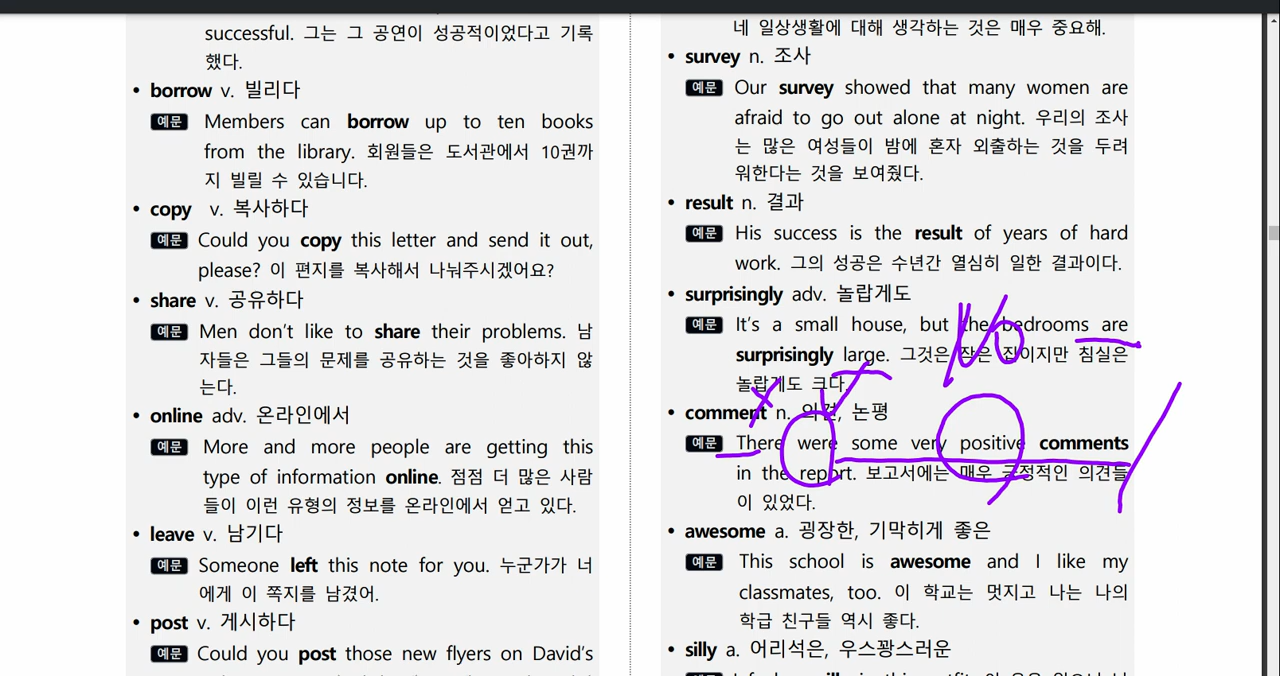 successful. 그는 그 공연이 성공적이었다고 기록
했다.
• borrow v. 빌리다
예문 Members can borrow up to ten books
from the library. 회원들은 도서관에서 10권까
지 빌릴 수 있습니다.
• copy v. 복사하다
예문 Could you copy this letter and send it out,
please? 이 편지를 복사해서 나눠주시겠어요?
• share v. 공유하다
예문 Men don't like to share their problems. 남
자들은 그들의 문제를 공유하는 것을 좋아하지 않
는다.
• online adv. 온라인에서
예문 More and more people are getting this
type of information online. 점점 더 많은 사람
들이 이런 유형의 정보를 온라인에서 얻고 있다.
• leave v. 남기다
예문 Someone left this note for you. 누군가가 너
에게 이 쪽지를 남겼어.
• post v. 게시하다
예문 Could you post those new flyers on David's
네 일상생활에 대해 생각하는 것은 매우 중요해.
• survey n. 조사
예문 Our survey showed that many women are
afraid to go out alone at night. 우리의 조사
는 많은 여성들이 밤에 혼자 외출하는 것을 두려
워한다는 것을 보여줬다.
• result n. 결과
예문 His success is the result of years of hard
work. 그의 성공은 수년간 열심히 일한 결과이다.
• surprisingly adv. 놀랍게도
예문 It's a small house, but the bedrooms are
surprisingly large. 그것은 작은 집이지만 침실은
놀랍게도 크다.
• comment n. 의견, 논평
예문 There were some very positive comments
in the report. 보고서에는 매우 긍정적인 의견들
이 있었다.
• awesome a. 굉장한, 기막히게 좋은
예문 This school is awesome and I like my
classmates, too. 이 학교는 멋지고 나는 나의
학급 친구들 역시 좋다.
• silly a. 어리석은, 우스꽝스러운